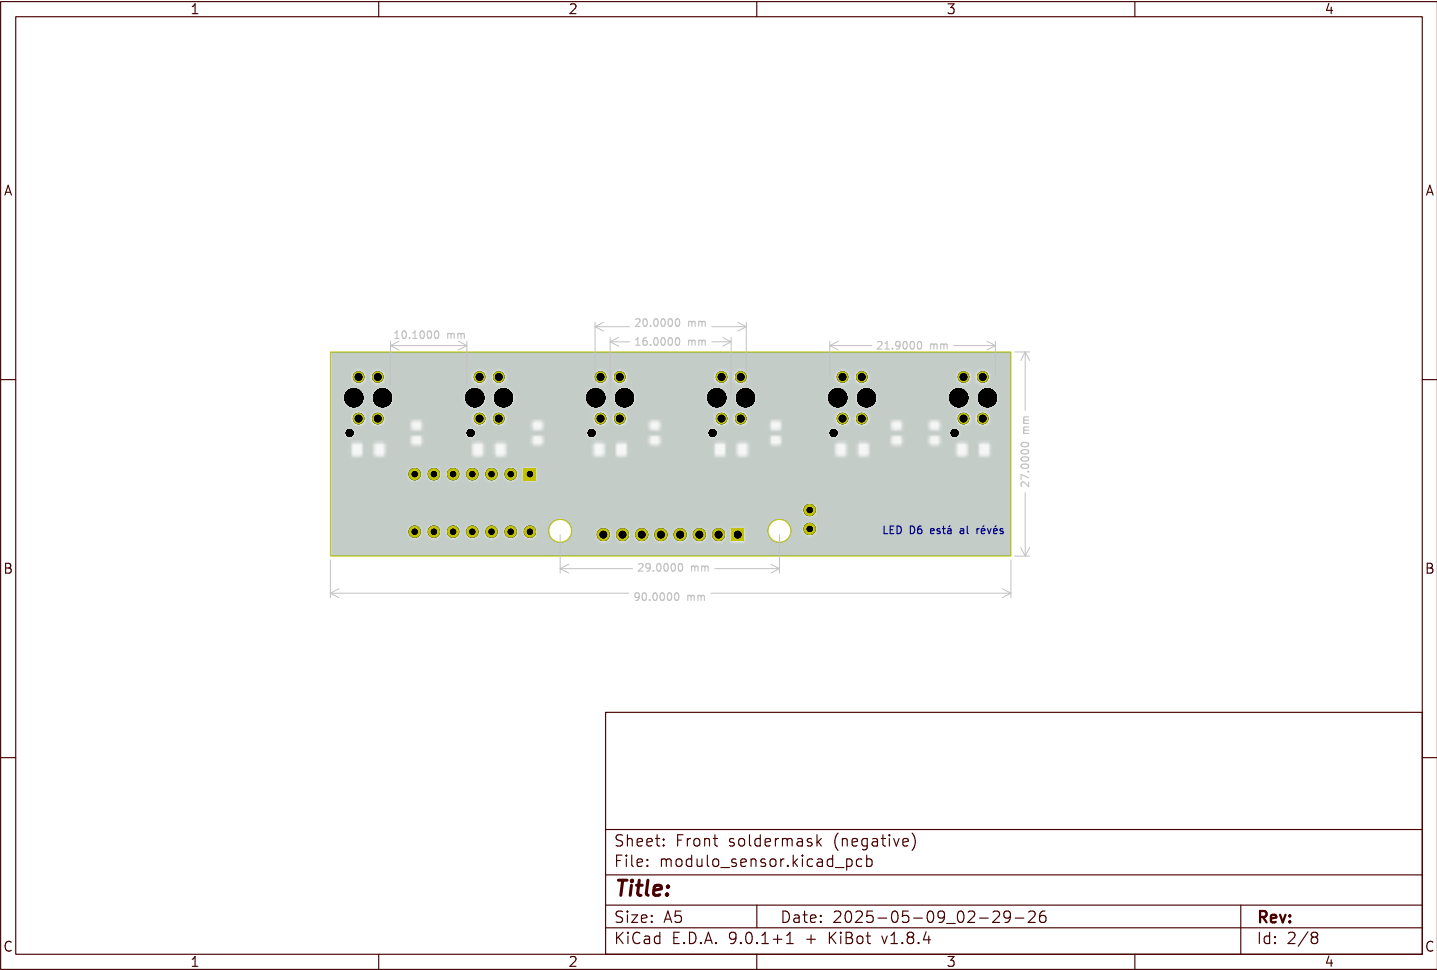 1 2 3 4
A A
20.0000 mm
10.1000 mm 16.0000 mm 21.9000 mm
27.0000 mm
LED D6 está al révés
B B
29.0000 mm
90.0000 mm
Sheet: Front soldermask (negative)
File: modulo_sensor.kicad_pcb
Title:
Size: A5 Date: 2025-05-09_02-29-26 Rev:
KiCad E.D.A. 9.0.1+1 + KiBot v1.8.4 Id: 2/8
C C
1 2 3 4